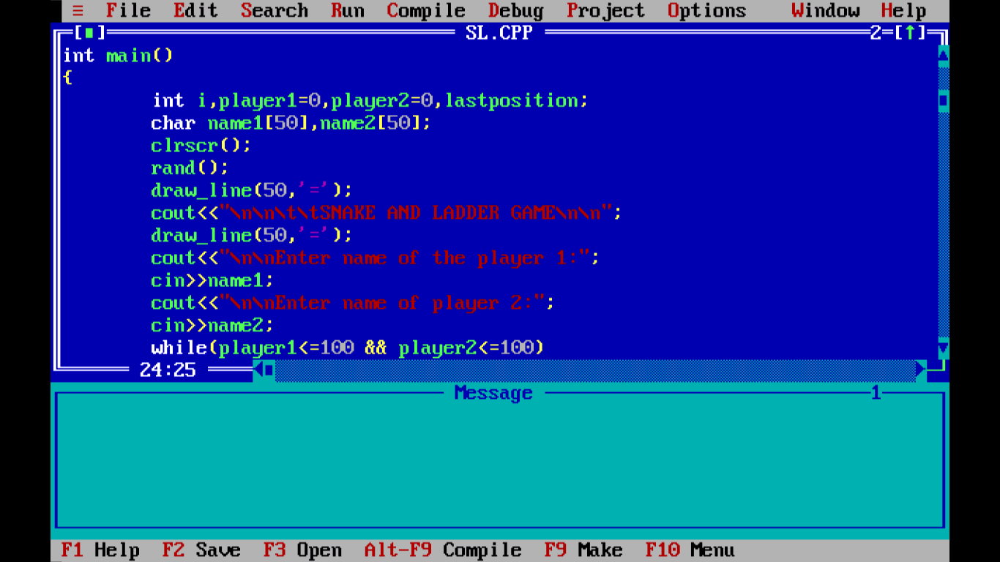 ≡ File Edit Search Run Compile Debug Project Options Window Help
[■] SL.CPP 2=[↑]
int main()
{
int i,player1=0,player2=0,lastposition;
char name1[50],name2[50];
clrscr();
rand();
draw_line(50,'=');
cout<<"\n\n\t\tSNAKE AND LADDER GAME\n\n";
draw_line(50,'=');
cout<<"\n\nEnter name of the player 1:";
cin>>name1;
cout<<"\n\nEnter name of player 2:";
cin>>name2;
while(player1<=100 && player2<=100)
24:25
Message 1
F1 Help F2 Save F3 Open Alt-F9 Compile F9 Make F10 Menu